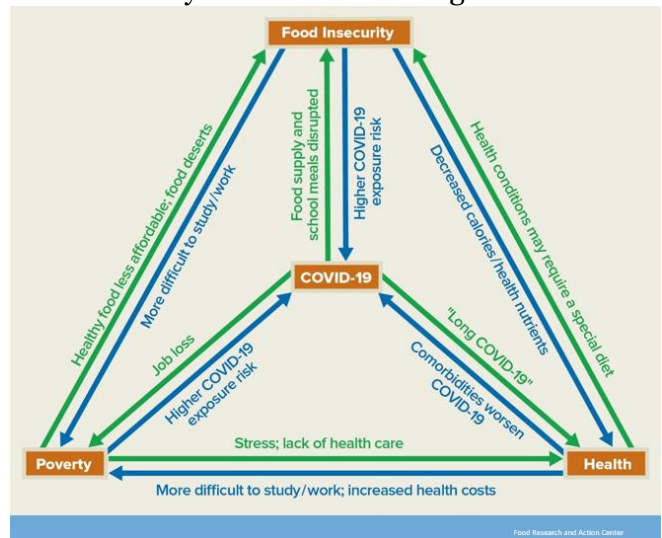 Food Insecurity
Healthy food less affordable; food deserts
More difficult to study/work
Food supply and
school meals disrupted
Higher COVID-19
exposure risk
Decreased calories/health nutrients
Health conditions may require a special diet
COVID-19
Job loss
Higher COVID-19
exposure risk
"Long COVID-19"
Comorbidities worsen
COVID-19
Poverty
Stress; lack of health care
Health
More difficult to study/work; increased health costs
Food Research and Action Center